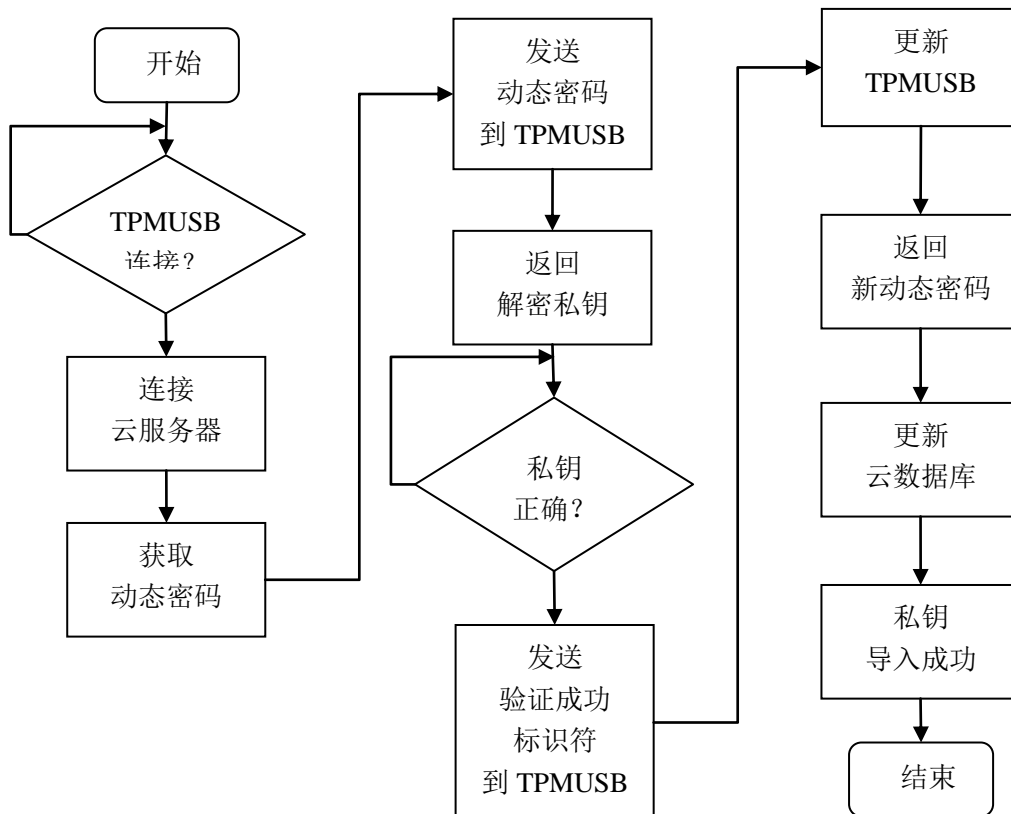 开始
TPMUSB
连接？
连接
云服务器
获取
动态密码
发送
动态密码
到 TPMUSB
返回
解密私钥
私钥
正确？
发送
验证成功
标识符
到 TPMUSB
更新
TPMUSB
返回
新动态密码
更新
云数据库
私钥
导入成功
结束